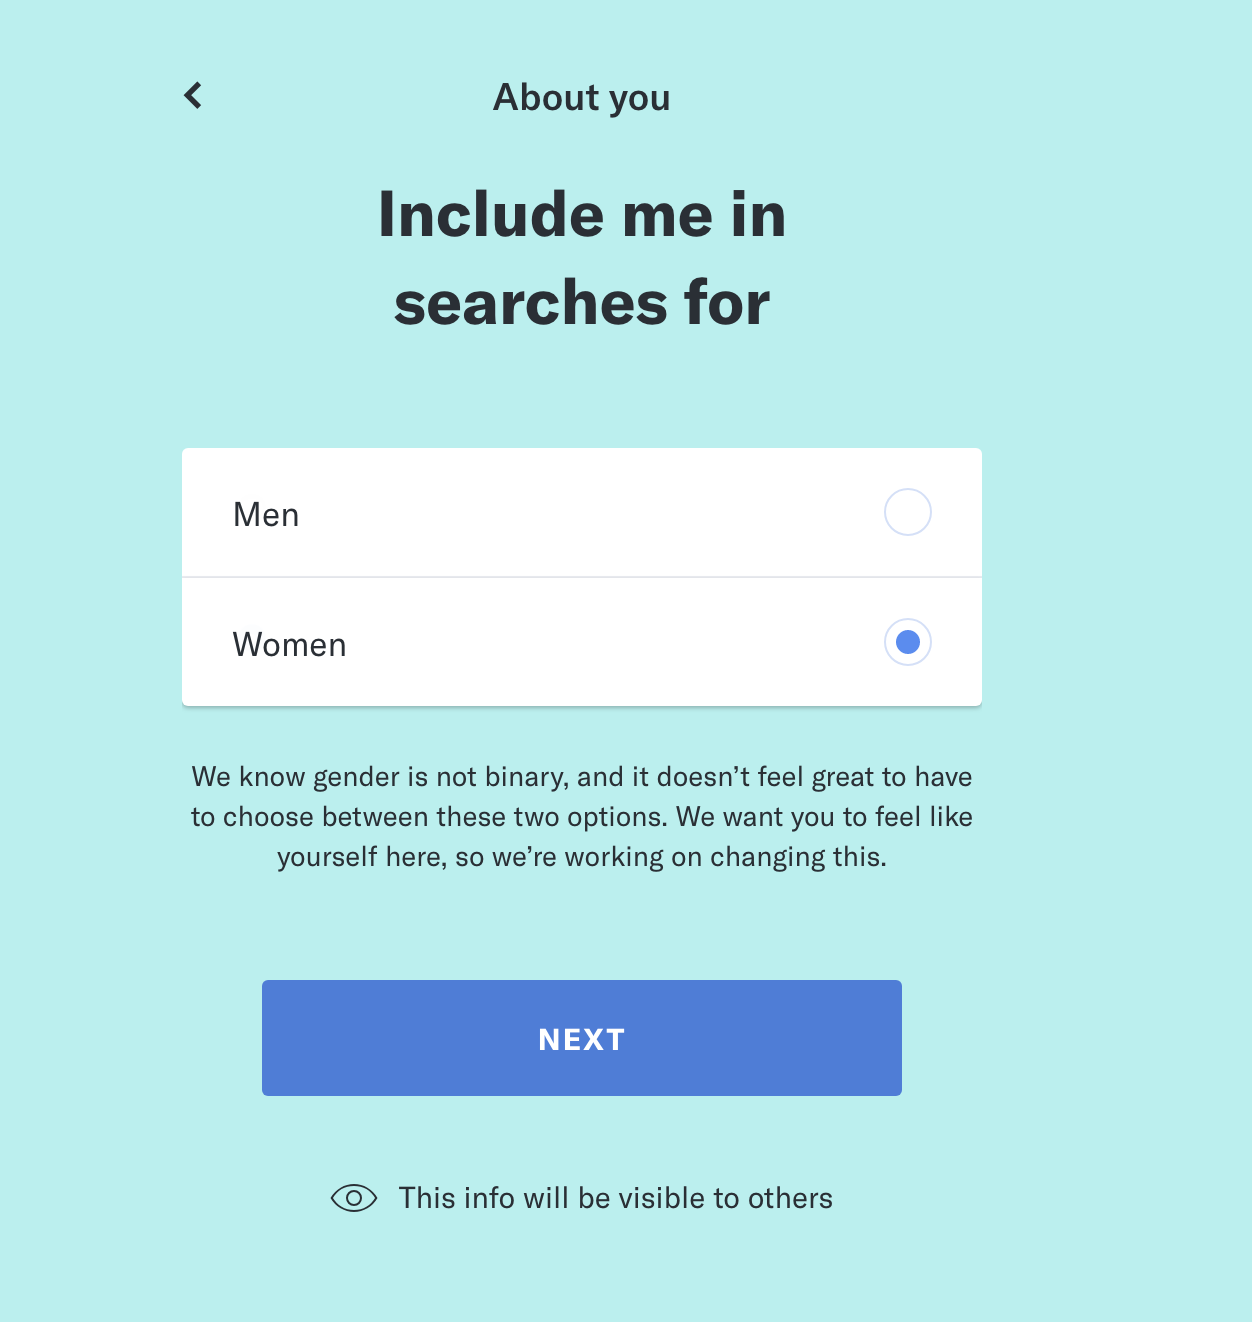 About you
Include me in
searches for
Men
Women
We know gender is not binary, and it doesn’t feel great to have
to choose between these two options. We want you to feel like
yourself here, so we’re working on changing this.
NEXT
This info will be visible to others